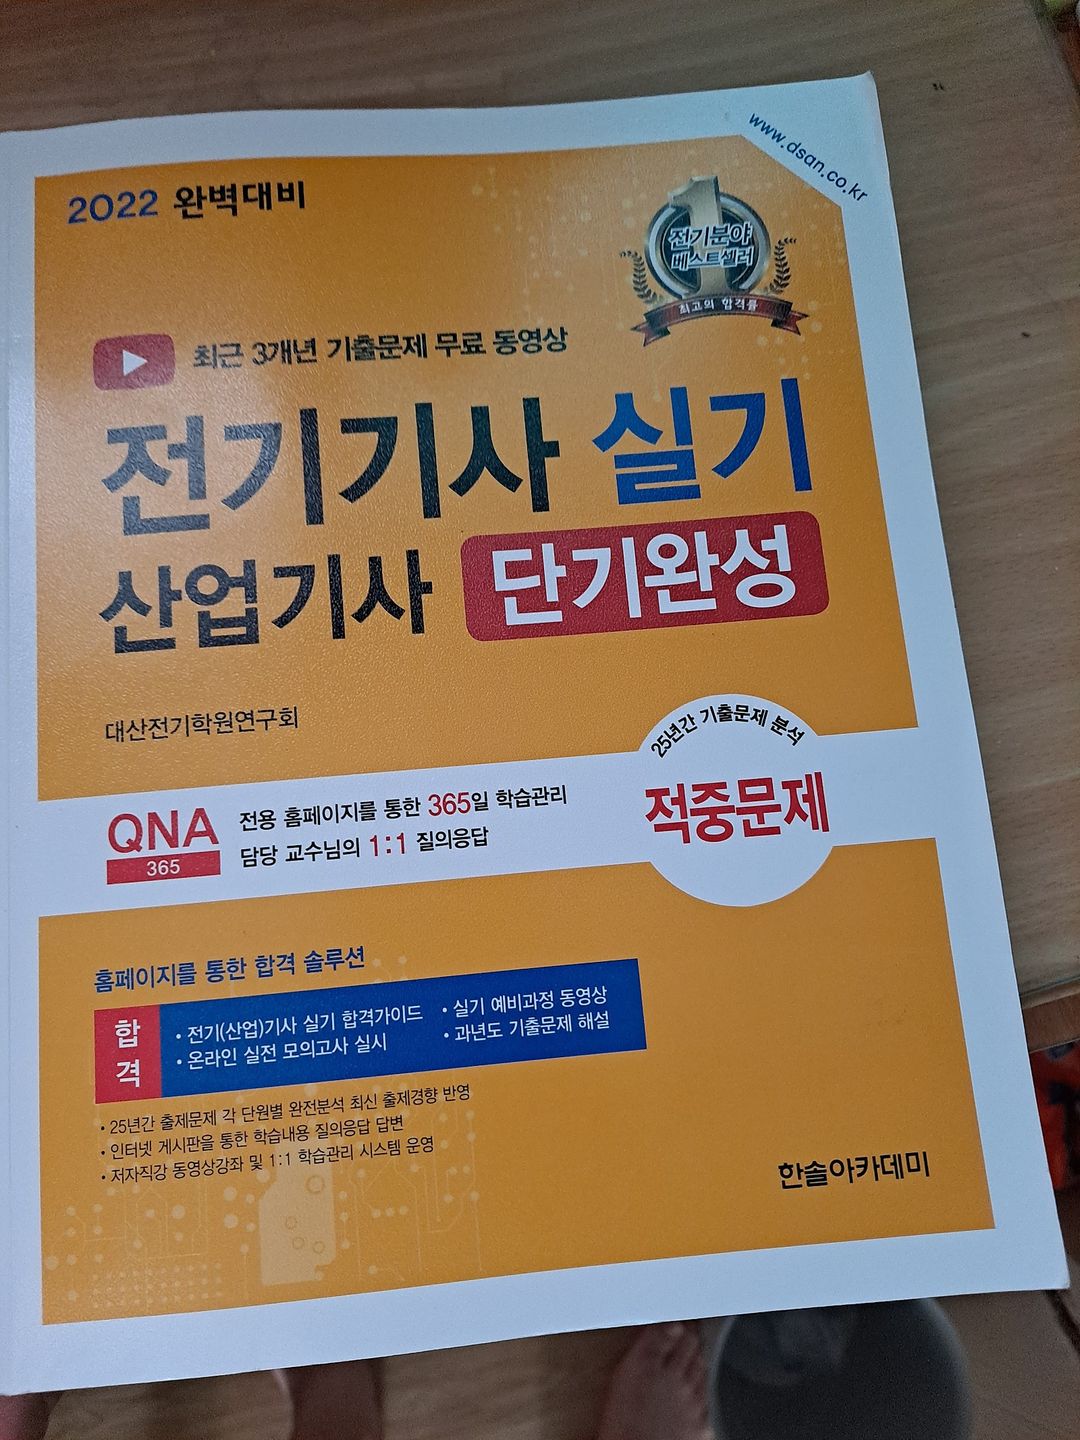 www.dsan.co.kr
2022 완벽대비
1
전기분야
베스트셀러
최고의 합격률
최근 3개년 기출문제 무료 동영상
전기기사 실기
산업기사 단기완성
대산전기학원연구회
25년간 기출문제 분석
적중문제
QNA
365
전용 홈페이지를 통한 365일 학습관리
담당 교수님의 1:1 질의응답
홈페이지를 통한 합격 솔루션
합격
• 전기(산업)기사 실기 합격가이드
• 온라인 실전 모의고사 실시
• 실기 예비과정 동영상
• 과년도 기출문제 해설
• 25년간 출제문제 각 단원별 완전분석 최신 출제경향 반영
• 인터넷 게시판을 통한 학습내용 질의응답 답변
• 저자직강 동영상강좌 및 1:1 학습관리 시스템 운영
한솔아카데미